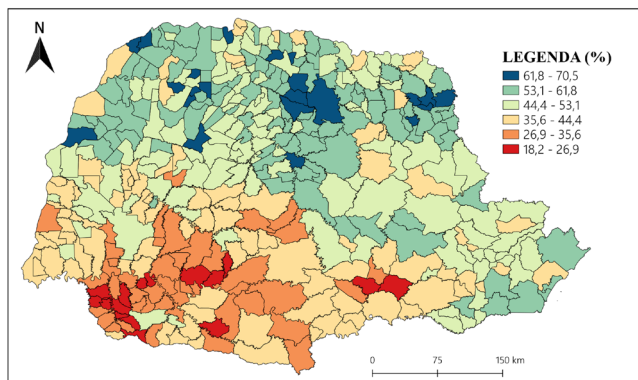 N
LEGENDA (%)
61,8 - 70,5
53,1 - 61,8
44,4 - 53,1
35,6 - 44,4
26,9 - 35,6
18,2 - 26,9
0 75 150 km